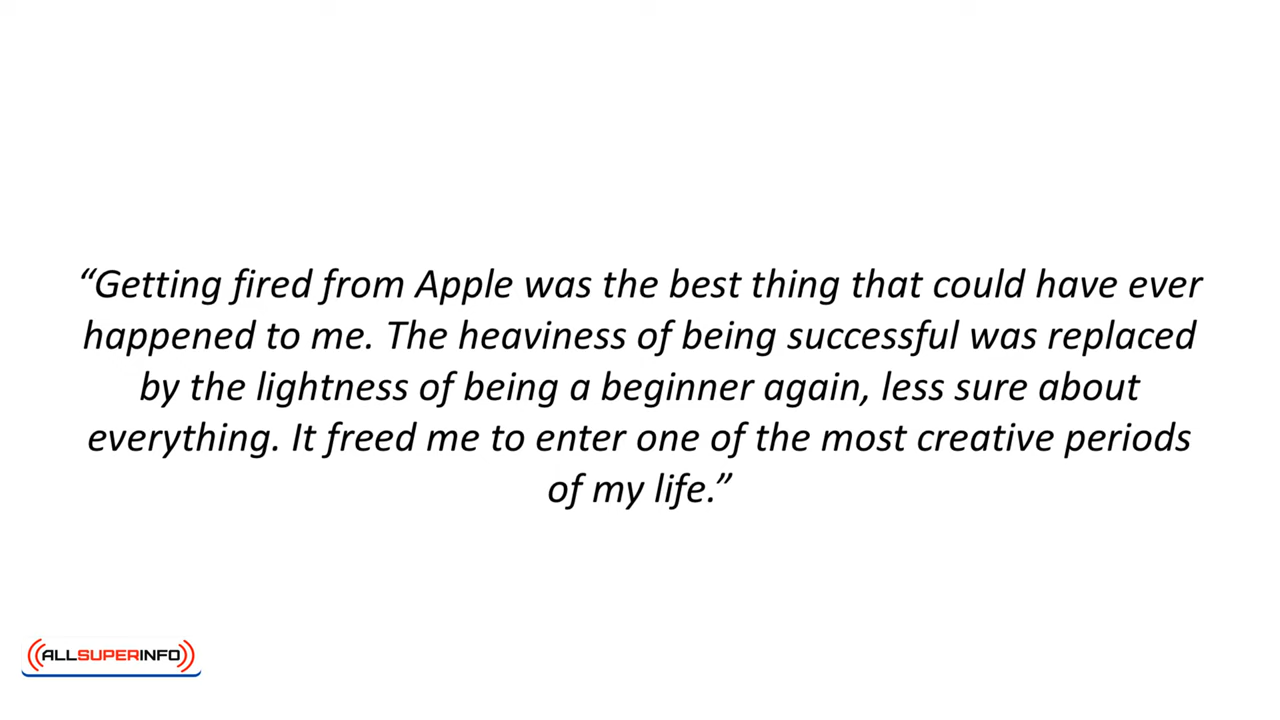 “Getting fired from Apple was the best thing that could have ever
happened to me. The heaviness of being successful was replaced
by the lightness of being a beginner again, less sure about
everything. It freed me to enter one of the most creative periods
of my life.”
ALLSUPERINFO